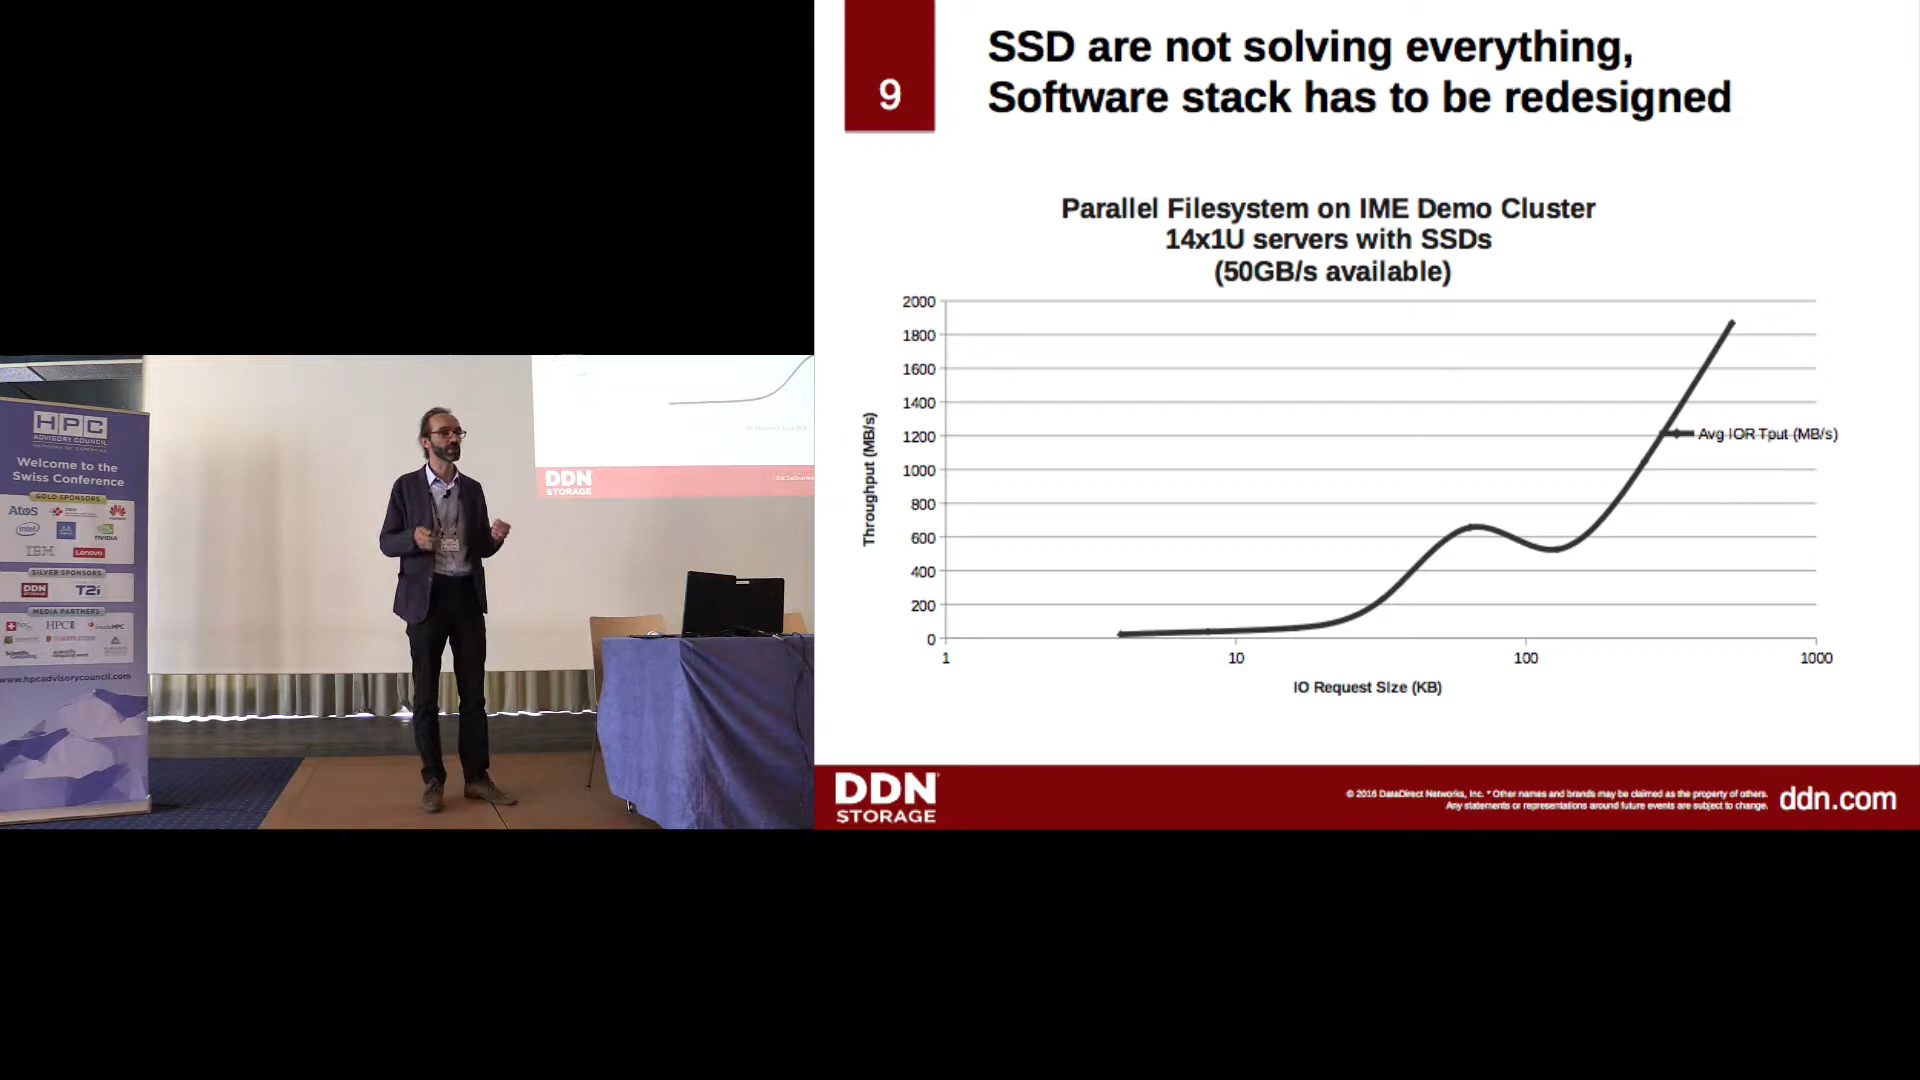 9
SSD are not solving everything,
Software stack has to be redesigned
Parallel Filesystem on IME Demo Cluster
14x1U servers with SSDs
(50GB/s available)
2000
1800
1600
1400
1200
1000
800
600
400
200
0
Throughput (MB/s)
1
10
100
1000
IO Request SIze (KB)
Avg IOR Tput (MB/s)
DDN
STORAGE
© 2016 DataDirect Networks, Inc. * Other names and brands may be claimed as the property of others.
Any statements or representations around future events are subject to change.
ddn.com
HPC
ADVISORY COUNCIL
Welcome to the
Swiss Conference
GOLD SPONSORS
Atos
intel
NVIDIA
IBM
Lenovo
SILVER SPONSORS
DDN
T2i
MEDIA PARTNERS
www.hpcadvisorycouncil.com
DDN
STORAGE